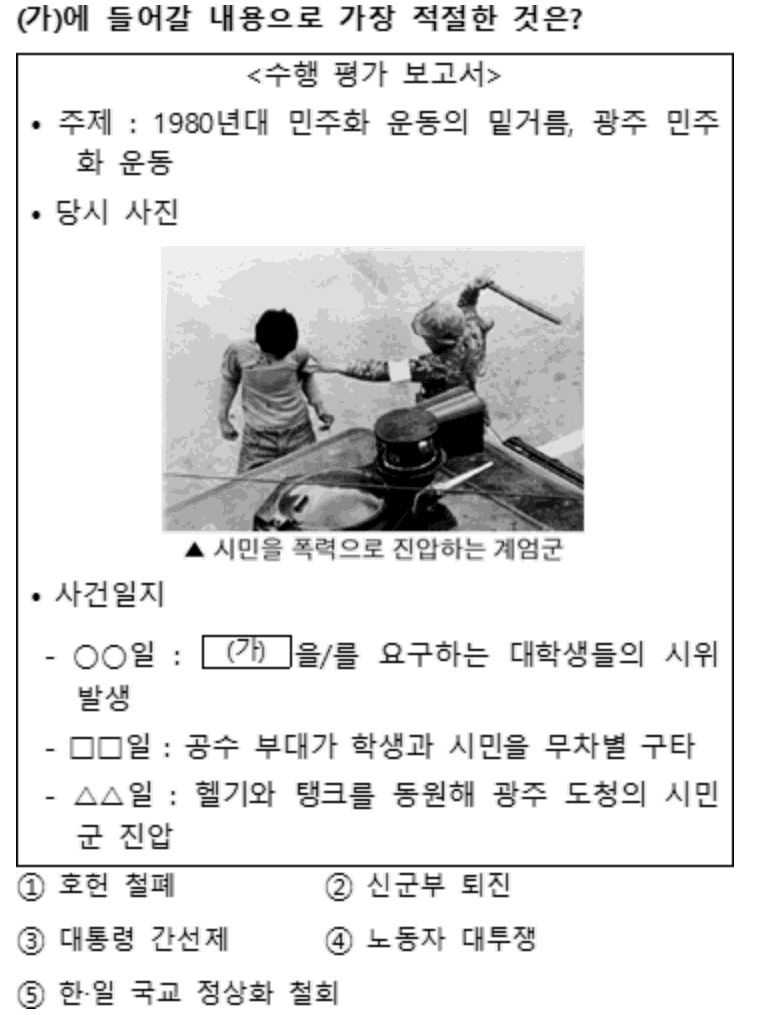 (가)에 들어갈 내용으로 가장 적절한 것은?
<수행 평가 보고서>
• 주제 : 1980년대 민주화 운동의 밑거름, 광주 민주
화 운동
• 당시 사진
▲ 시민을 폭력으로 진압하는 계엄군
• 사건일지
- ○○일 : (가) 을/를 요구하는 대학생들의 시위
발생
- □□일 : 공수 부대가 학생과 시민을 무차별 구타
- △△일 : 헬기와 탱크를 동원해 광주 도청의 시민
군 진압
① 호헌 철폐 ② 신군부 퇴진
③ 대통령 간선제 ④ 노동자 대투쟁
⑤ 한·일 국교 정상화 철회